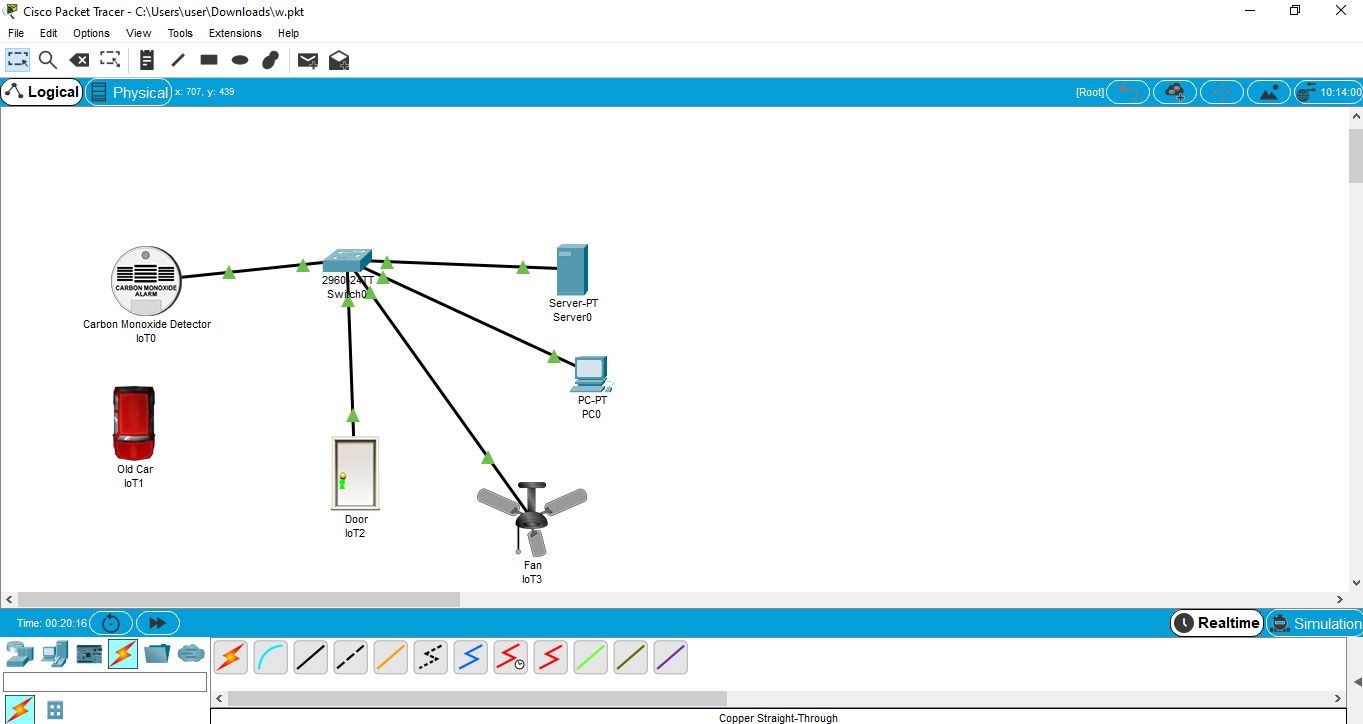 Cisco Packet Tracer - C:\Users\user\Downloads\w.pkt
File Edit Options View Tools Extensions Help
Logical Physical x: 707, y: 439 [Root] 10:14:00
CARBON MONOXIDE
ALARM
Carbon Monoxide Detector
IoT0
2960-24TT
Switch0
Server-PT
Server0
PC-PT
PC0
Old Car
IoT1
Door
IoT2
Fan
IoT3
Time: 00:20:16 Realtime Simulation
Copper Straight-Through